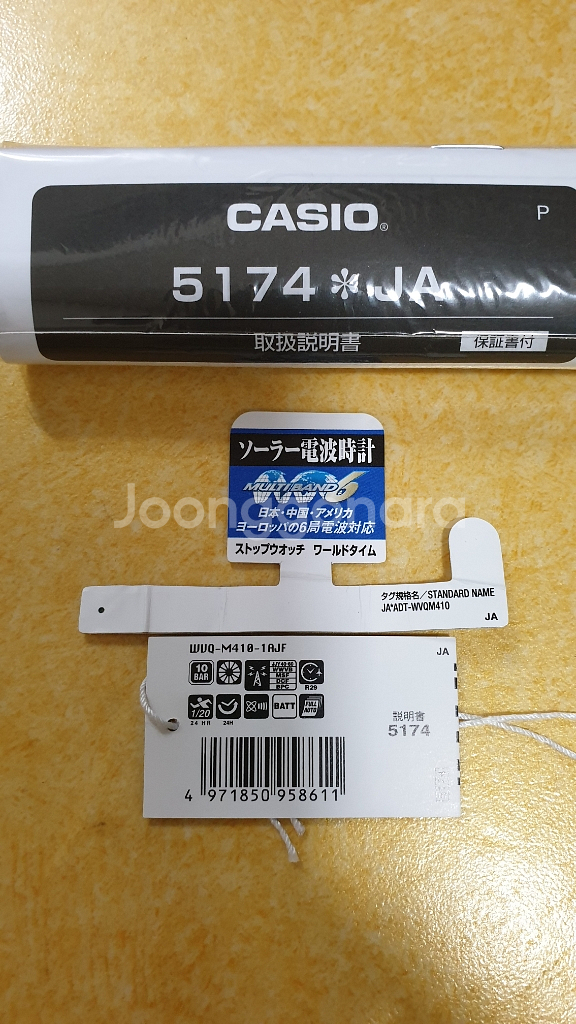 CASIO®
P
5174＊JA
取扱説明書
保証書付
ソーラー電波時計
MULTI BAND 6
日本・中国・アメリカ
ヨーロッパの6局電波対応
ストップウオッチ ワールドタイム
Joonggonara
タグ規格名/STANDARD NAME
JA*ADT-WVQM410
JA
WVQ-M410-1AJF
JA
10
BAR
JJY 40·60
WWVB
MSF
DCF
BPC
R29
1/20
24 HR
24H
BATT
FULL
AUTO
説明書
5174
4 971850 958611